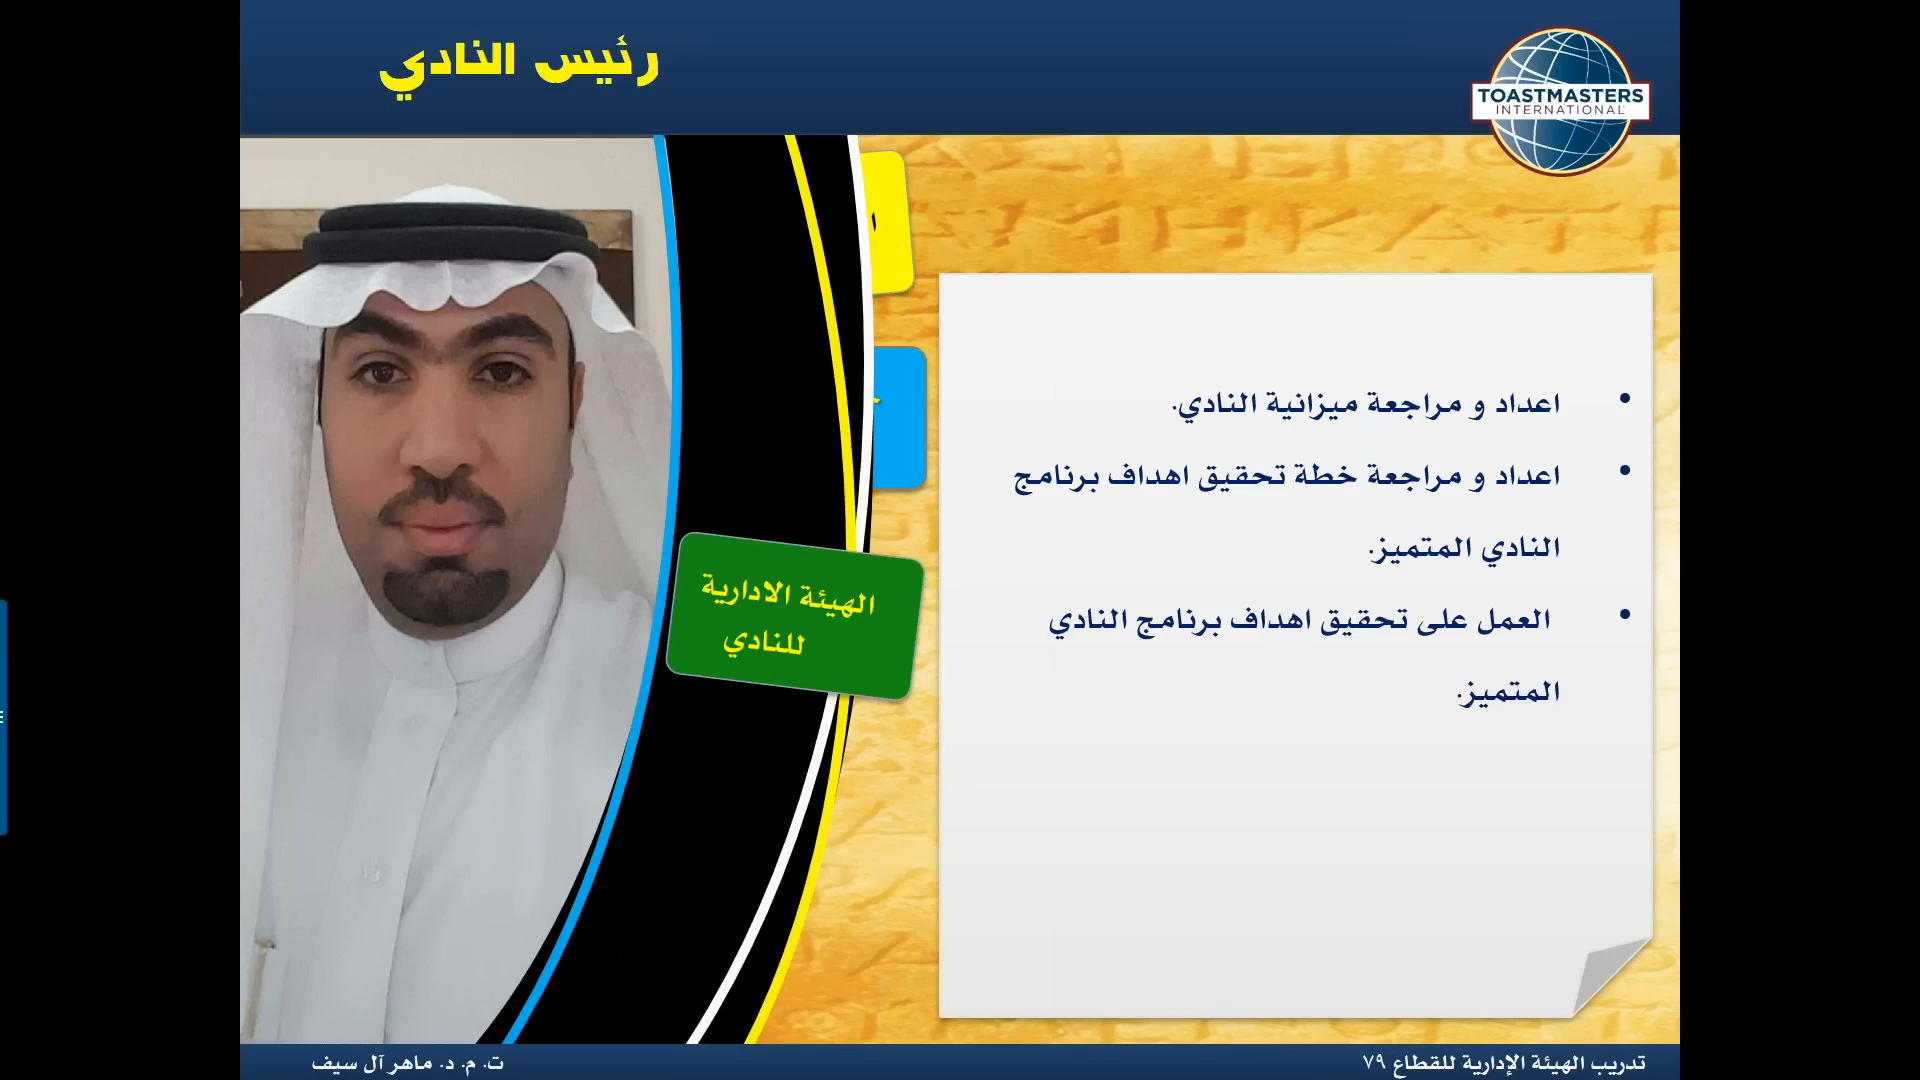 رئيس النادي
TOASTMASTERS
INTERNATIONAL
اعداد و مراجعة ميزانية النادي.
اعداد و مراجعة خطة تحقيق اهداف برنامج
النادي المتميز.
العمل على تحقيق اهداف برنامج النادي
المتميز.
الهيئة الادارية
للنادي
تدريب الهيئة الإدارية للقطاع ٧٩
ت. م. د. ماهر آل سيف